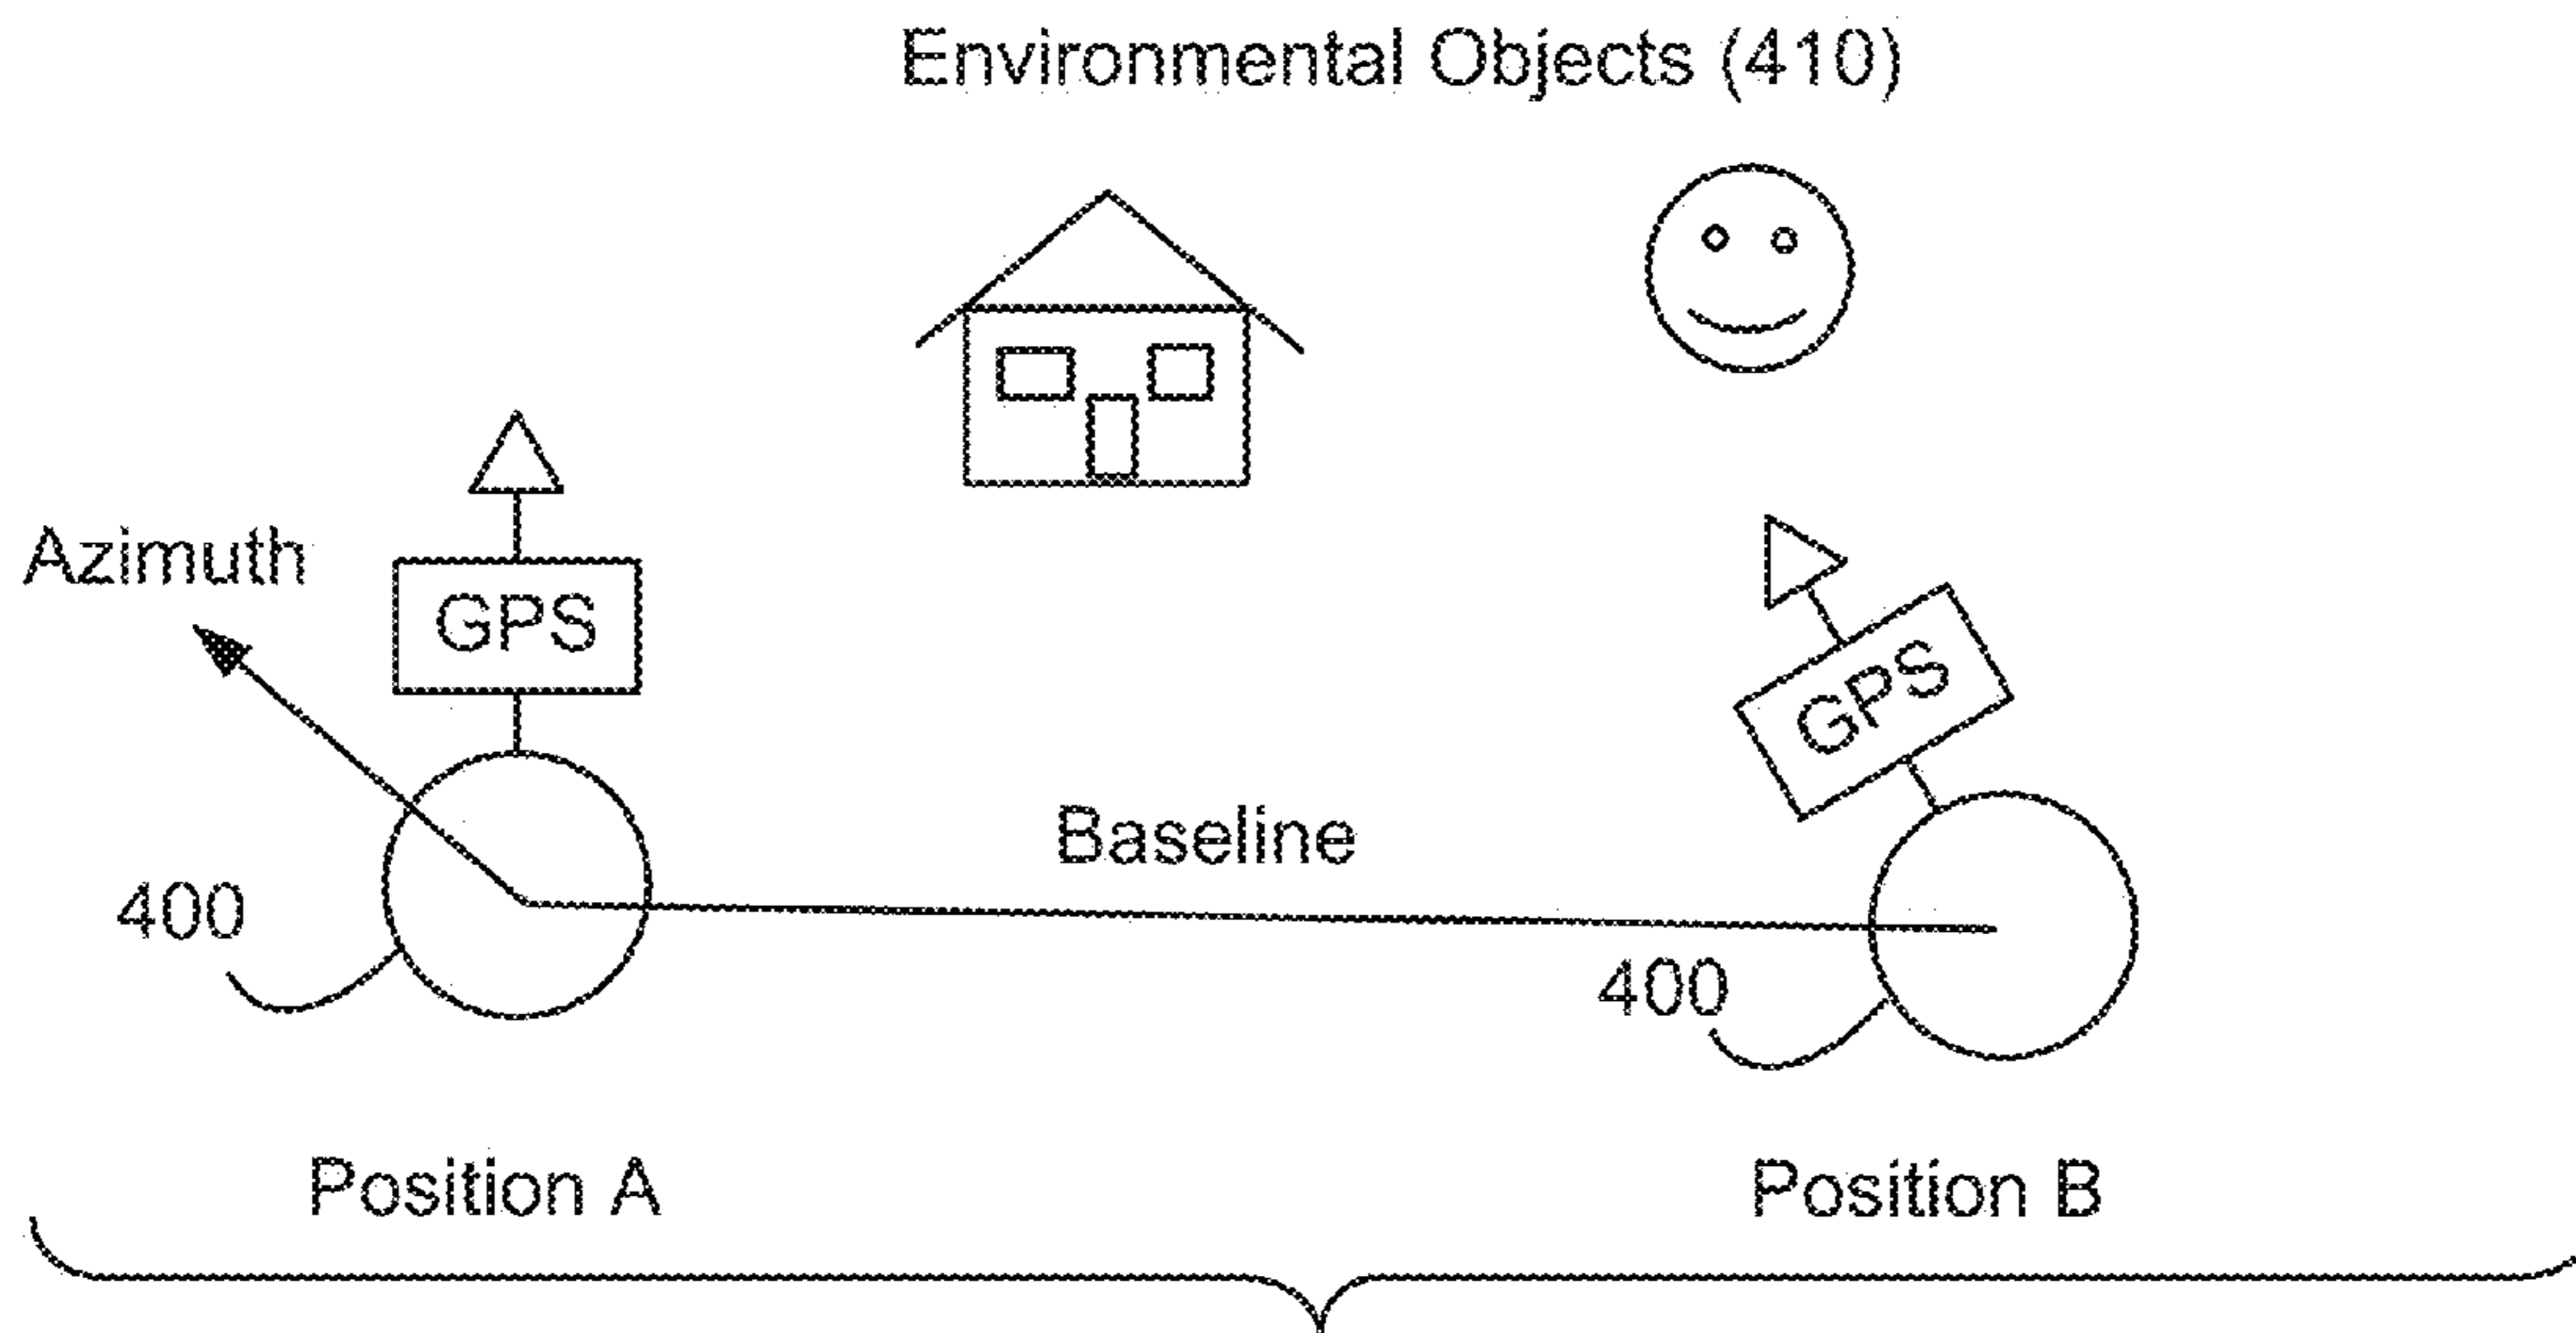 Environmental Objects (410)
Azimuth
GPS
GPS
Baseline
400
400
Position A
Position B